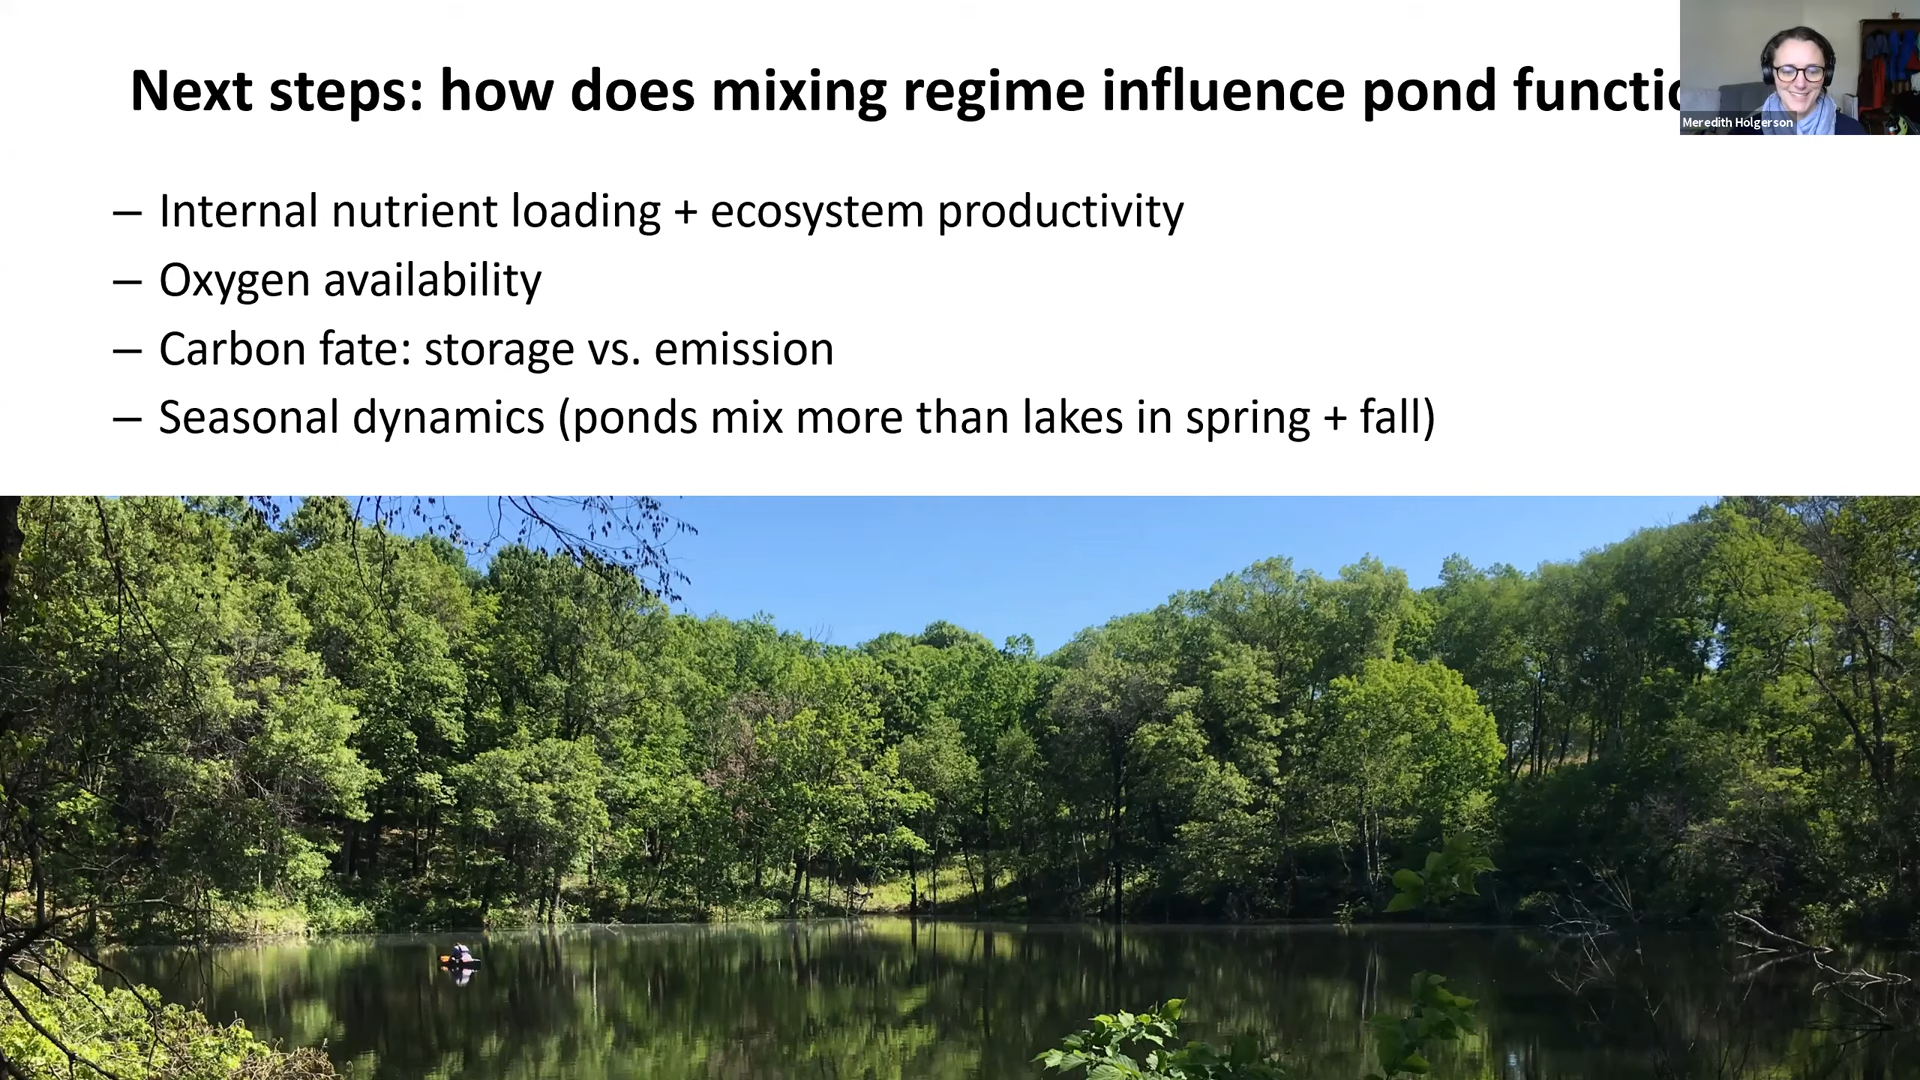 Next steps: how does mixing regime influence pond functio
Meredith Holgerson
– Internal nutrient loading + ecosystem productivity
– Oxygen availability
– Carbon fate: storage vs. emission
– Seasonal dynamics (ponds mix more than lakes in spring + fall)